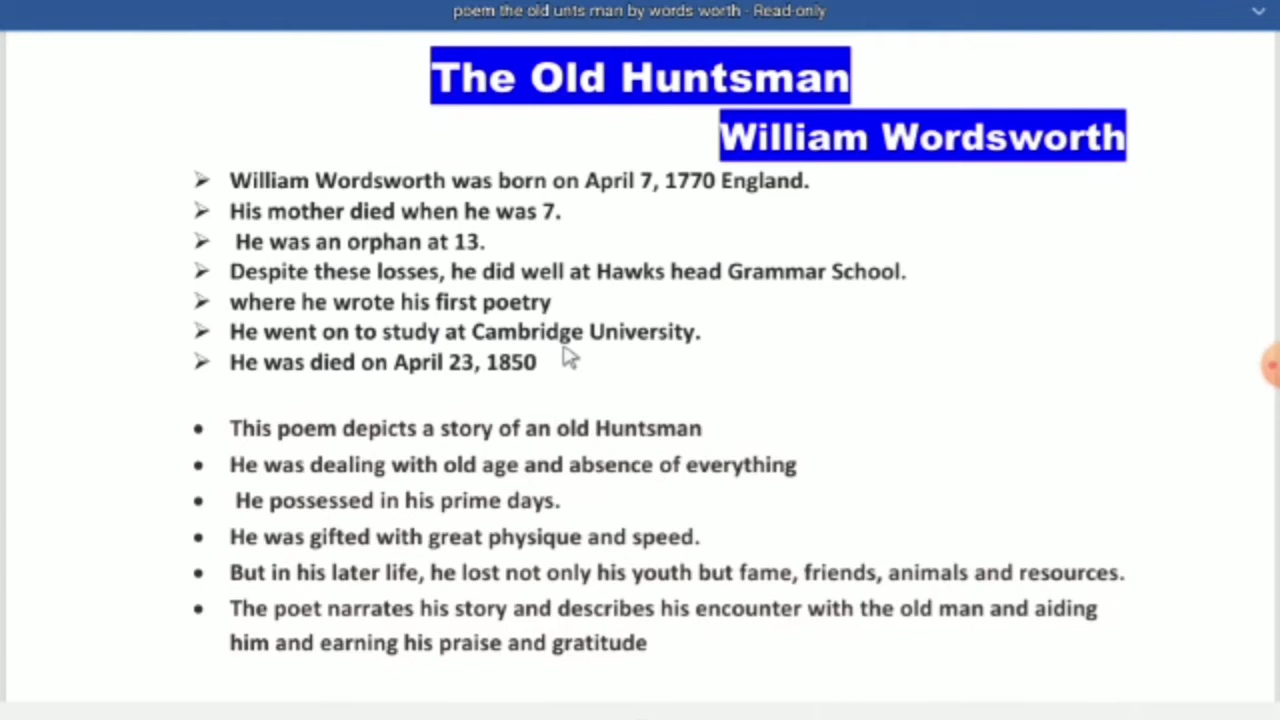 poem the old unts man by words worth - Read-only
The Old Huntsman
William Wordsworth
➢ William Wordsworth was born on April 7, 1770 England.
➢ His mother died when he was 7.
➢ He was an orphan at 13.
➢ Despite these losses, he did well at Hawks head Grammar School.
➢ where he wrote his first poetry
➢ He went on to study at Cambridge University.
➢ He was died on April 23, 1850
• This poem depicts a story of an old Huntsman
• He was dealing with old age and absence of everything
• He possessed in his prime days.
• He was gifted with great physique and speed.
• But in his later life, he lost not only his youth but fame, friends, animals and resources.
• The poet narrates his story and describes his encounter with the old man and aiding
him and earning his praise and gratitude